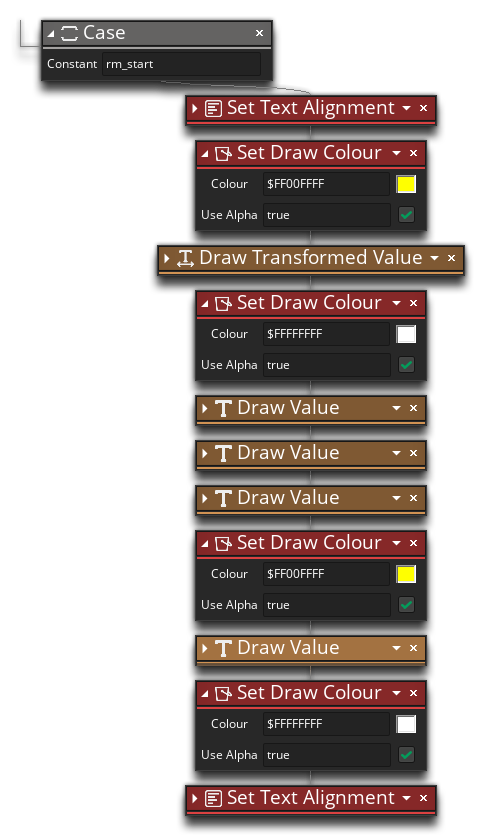 Case
Constant rm_start
Set Text Alignment
Set Draw Colour
Colour $FF00FFFF
Use Alpha true
Draw Transformed Value
Set Draw Colour
Colour $FFFFFFFF
Use Alpha true
Draw Value
Draw Value
Draw Value
Set Draw Colour
Colour $FF00FFFF
Use Alpha true
Draw Value
Set Draw Colour
Colour $FFFFFFFF
Use Alpha true
Set Text Alignment